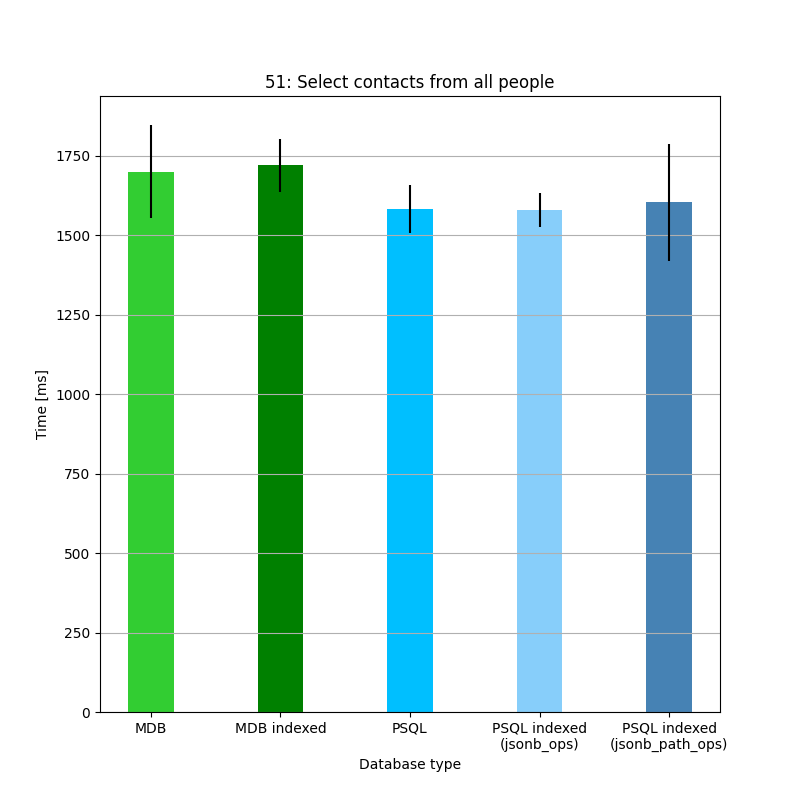 51: Select contacts from all people
1750
1500
1250
1000
750
500
250
0
Time [ms]
MDB
MDB indexed
PSQL
PSQL indexed
(jsonb_ops)
PSQL indexed
(jsonb_path_ops)
Database type